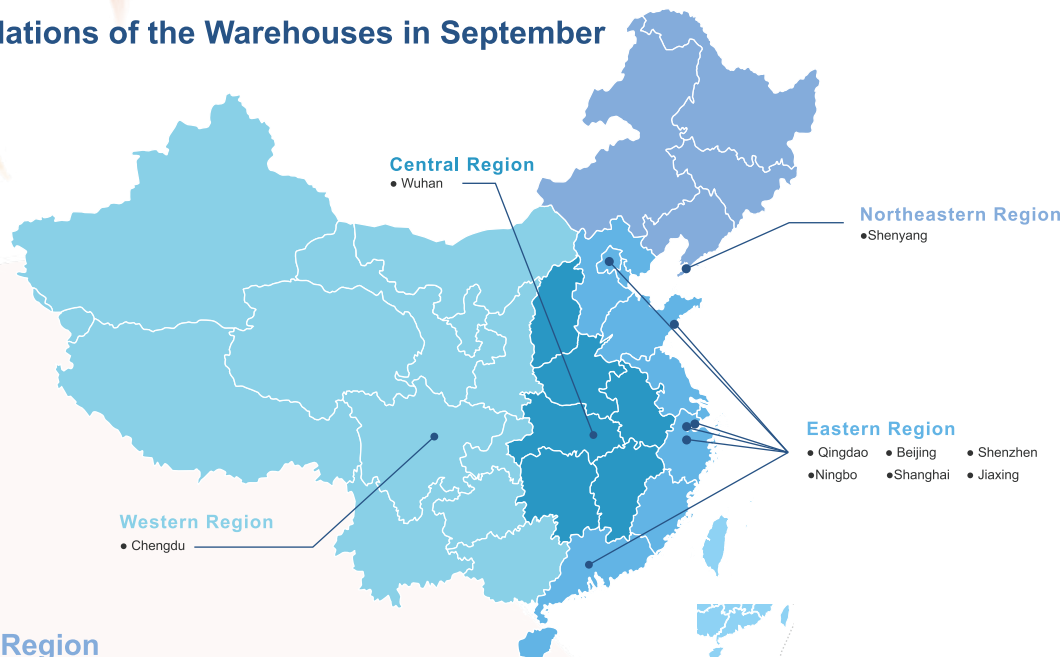 lations of the Warehouses in September
Central Region
● Wuhan
Northeastern Region
●Shenyang
Eastern Region
● Qingdao ● Beijing ● Shenzhen
●Ningbo ●Shanghai ● Jiaxing
Western Region
● Chengdu
Region